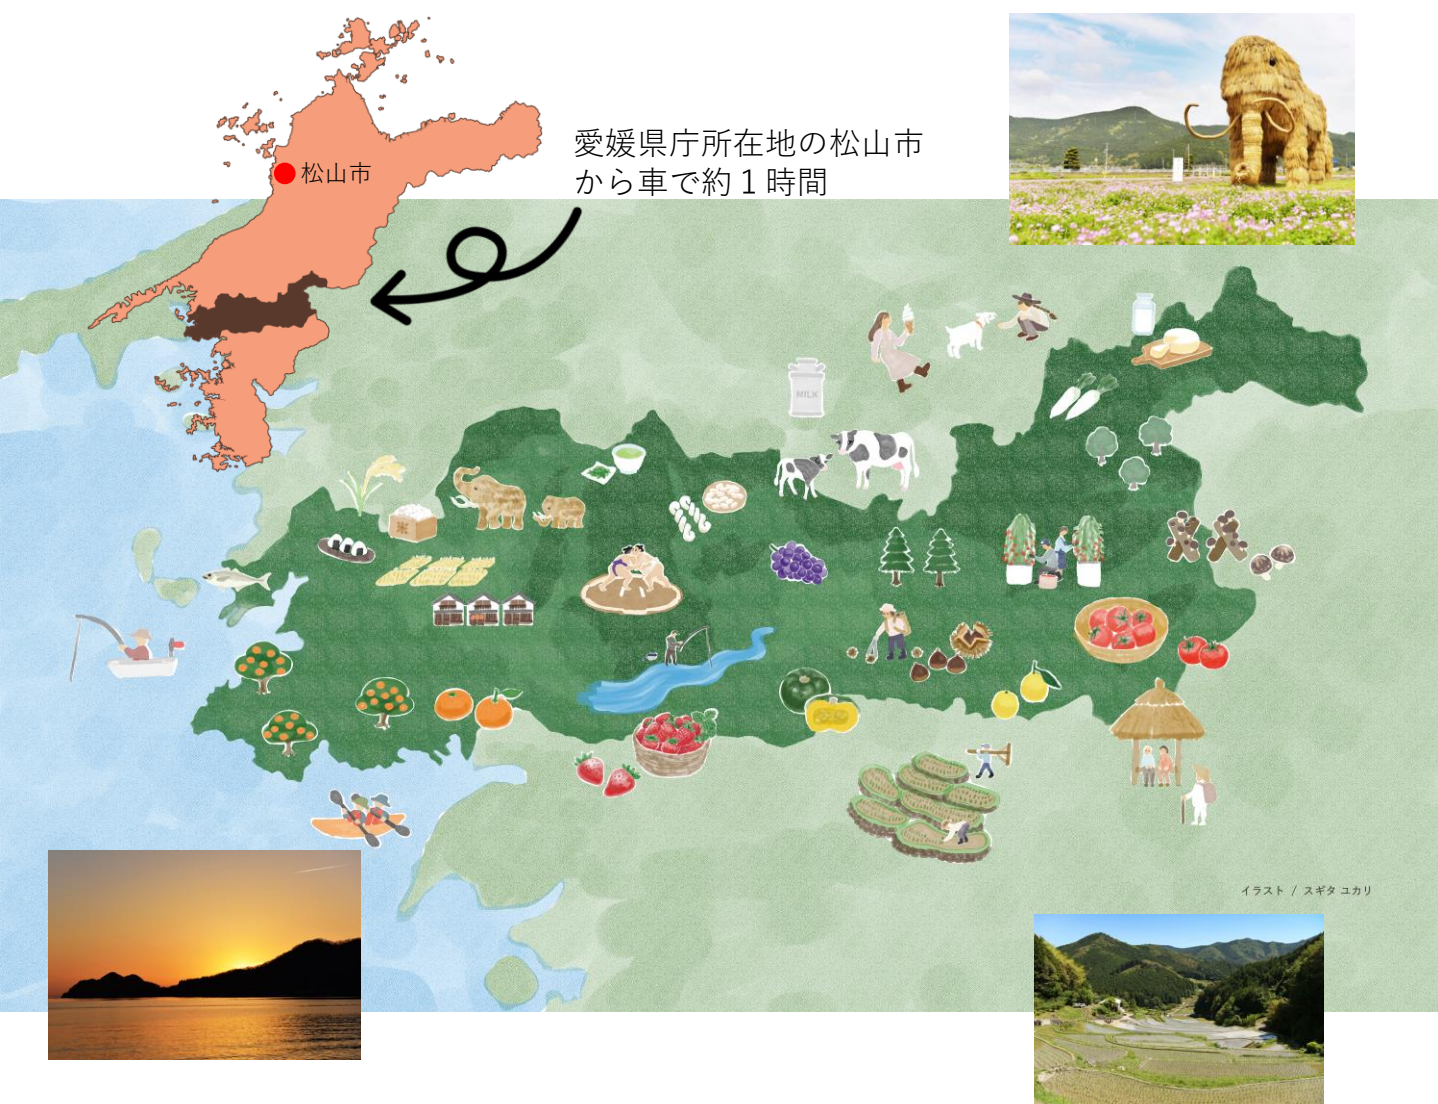 松山市
愛媛県庁所在地の松山市
から車で約１時間
MILK
米
イラスト / スギタ ユカリ